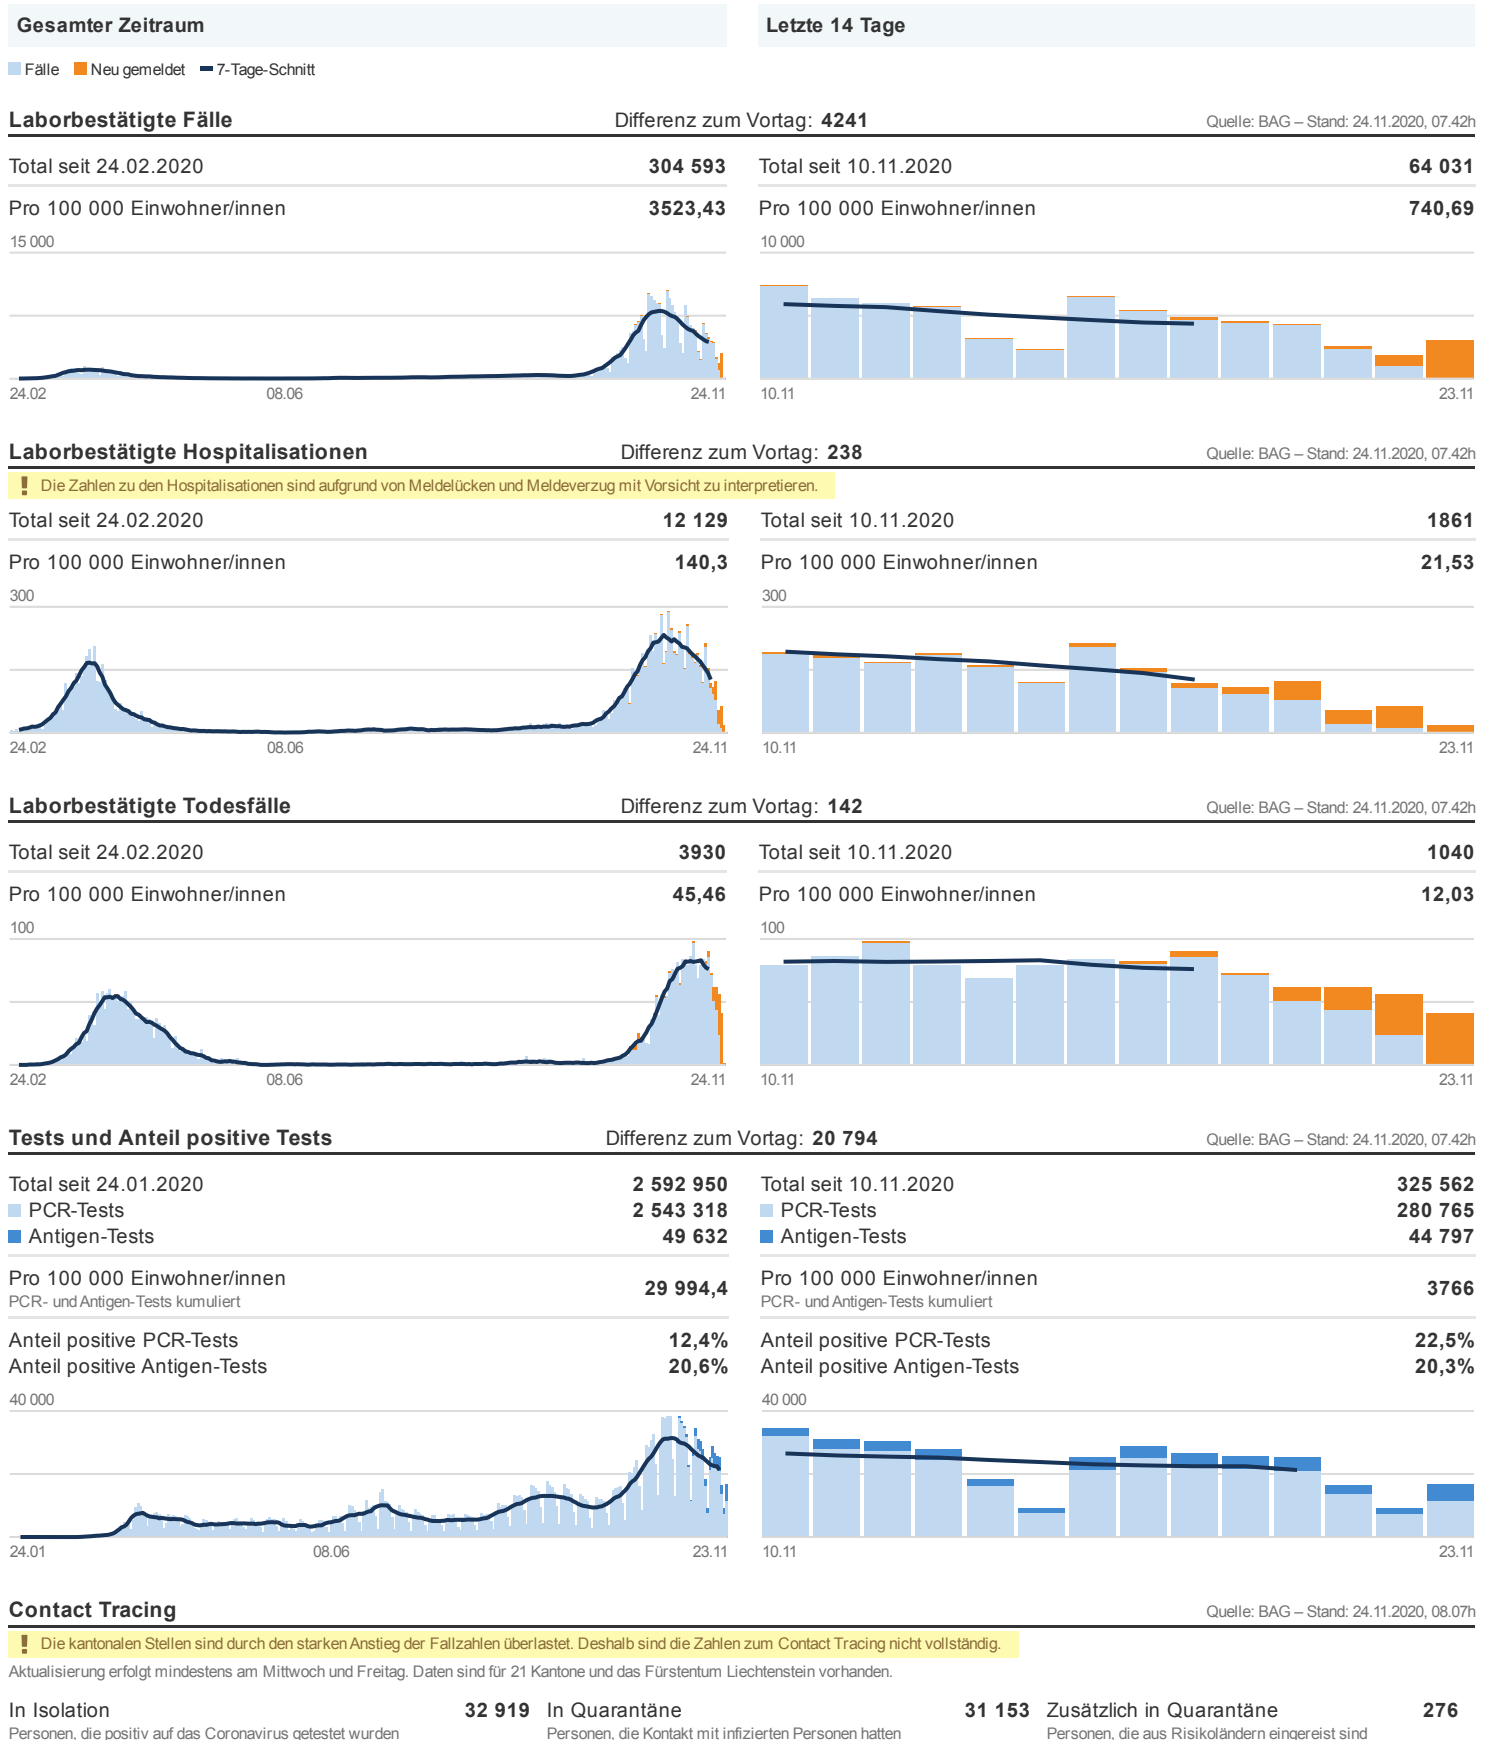 Gesamter Zeitraum
Letzte 14 Tage
Fälle Neu gemeldet 7-Tage-Schnitt
Laborbestätigte Fälle Differenz zum Vortag: 4241 Quelle: BAG – Stand: 24.11.2020, 07.42h
Total seit 24.02.2020 304 593 Total seit 10.11.2020 64 031
Pro 100 000 Einwohner/innen 3523,43 Pro 100 000 Einwohner/innen 740,69
15 000 10 000
24.02 08.06 24.11 10.11 23.11
Laborbestätigte Hospitalisationen Differenz zum Vortag: 238 Quelle: BAG – Stand: 24.11.2020, 07.42h
! Die Zahlen zu den Hospitalisationen sind aufgrund von Meldelücken und Meldeverzug mit Vorsicht zu interpretieren.
Total seit 24.02.2020 12 129 Total seit 10.11.2020 1861
Pro 100 000 Einwohner/innen 140,3 Pro 100 000 Einwohner/innen 21,53
300 300
24.02 08.06 24.11 10.11 23.11
Laborbestätigte Todesfälle Differenz zum Vortag: 142 Quelle: BAG – Stand: 24.11.2020, 07.42h
Total seit 24.02.2020 3930 Total seit 10.11.2020 1040
Pro 100 000 Einwohner/innen 45,46 Pro 100 000 Einwohner/innen 12,03
100 100
24.02 08.06 24.11 10.11 23.11
Tests und Anteil positive Tests Differenz zum Vortag: 20 794 Quelle: BAG – Stand: 24.11.2020, 07.42h
Total seit 24.01.2020 2 592 950 Total seit 10.11.2020 325 562
PCR-Tests 2 543 318 PCR-Tests 280 765
Antigen-Tests 49 632 Antigen-Tests 44 797
Pro 100 000 Einwohner/innen 29 994,4 Pro 100 000 Einwohner/innen 3766
PCR- und Antigen-Tests kumuliert PCR- und Antigen-Tests kumuliert
Anteil positive PCR-Tests 12,4% Anteil positive PCR-Tests 22,5%
Anteil positive Antigen-Tests 20,6% Anteil positive Antigen-Tests 20,3%
40 000 40 000
24.01 08.06 23.11 10.11 23.11
Contact Tracing Quelle: BAG – Stand: 24.11.2020, 08.07h
! Die kantonalen Stellen sind durch den starken Anstieg der Fallzahlen überlastet. Deshalb sind die Zahlen zum Contact Tracing nicht vollständig.
Aktualisierung erfolgt mindestens am Mittwoch und Freitag. Daten sind für 21 Kantone und das Fürstentum Liechtenstein vorhanden.
In Isolation 32 919 In Quarantäne 31 153 Zusätzlich in Quarantäne 276
Personen, die positiv auf das Coronavirus getestet wurden Personen, die Kontakt mit infizierten Personen hatten Personen, die aus Risikoländern eingereist sind